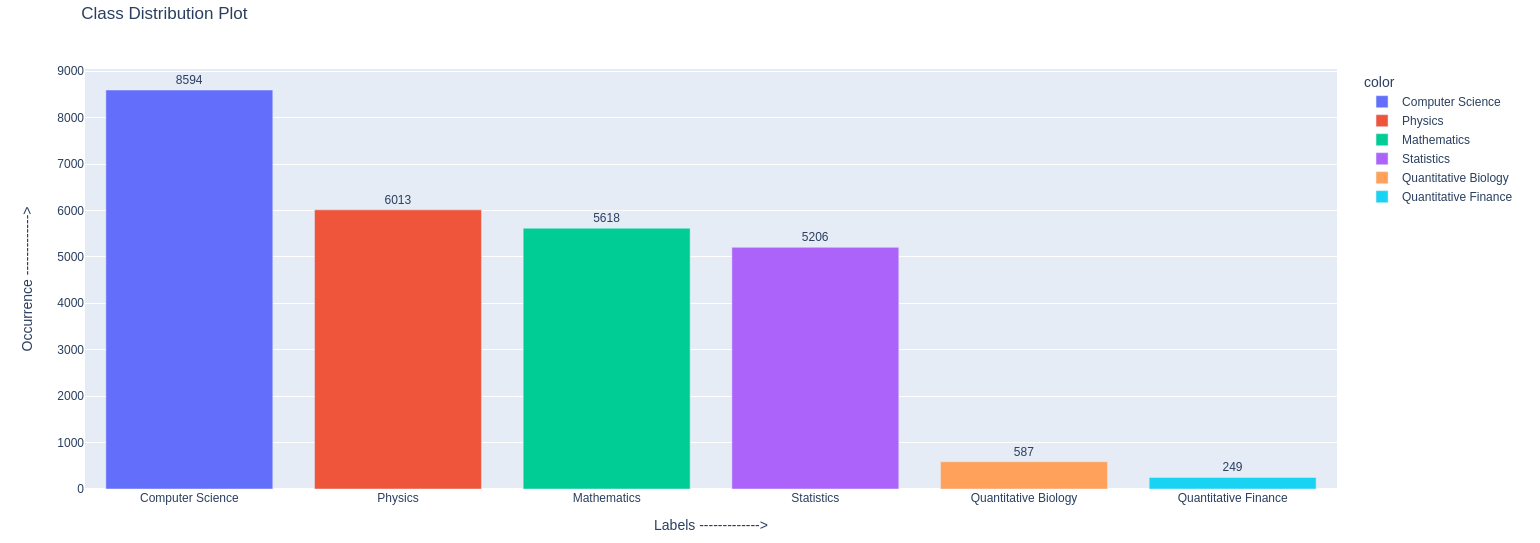 Class Distribution Plot
9000
8000
7000
6000
5000
4000
3000
2000
1000
0
Occurrence ------------->
8594
6013
5618
5206
587
249
Computer Science
Physics
Mathematics
Statistics
Quantitative Biology
Quantitative Finance
Labels ------------->
color
Computer Science
Physics
Mathematics
Statistics
Quantitative Biology
Quantitative Finance